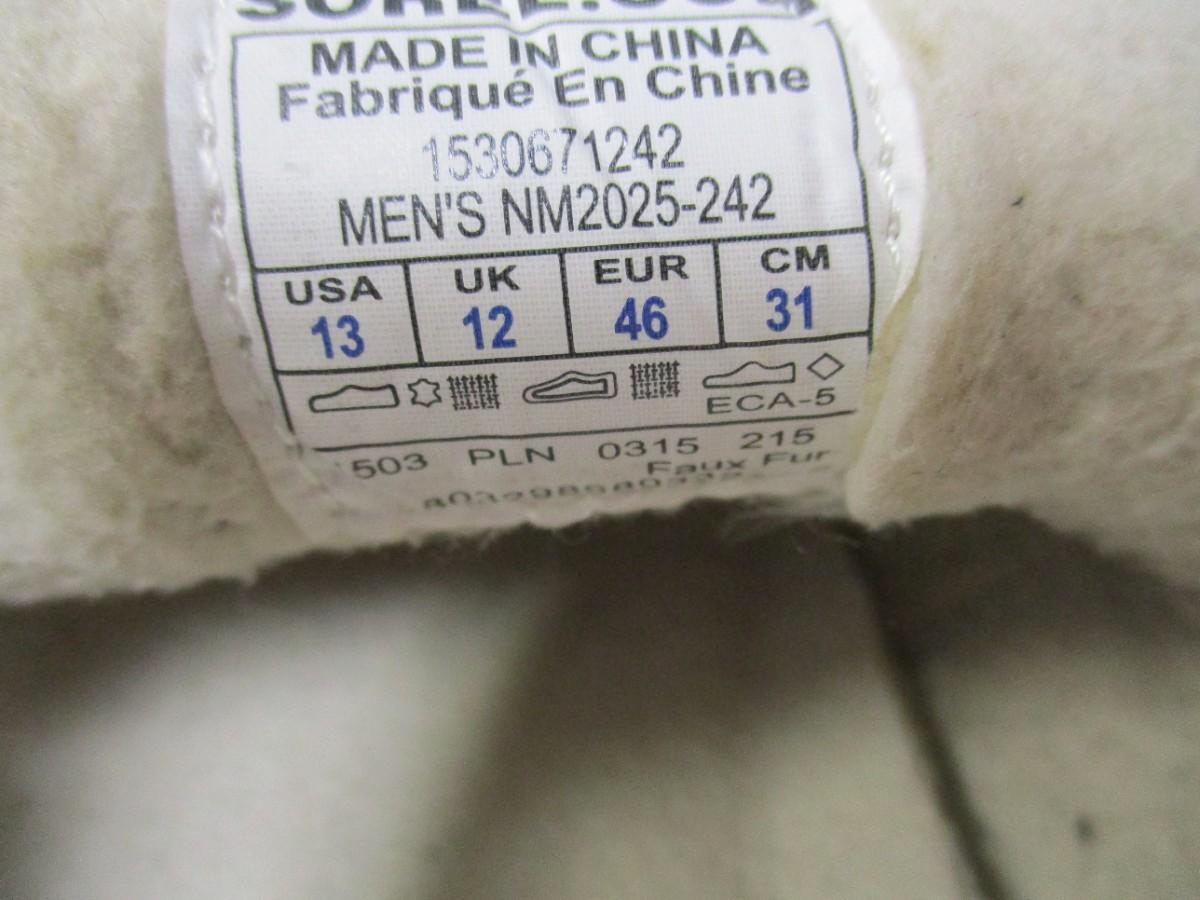 MADE IN CHINA
Fabriqué En Chine
1530671242
MEN'S NM2025-242
USA UK EUR CM
13 12 46 31
ECA-5
503 PLN 0315 215
Faux Fur